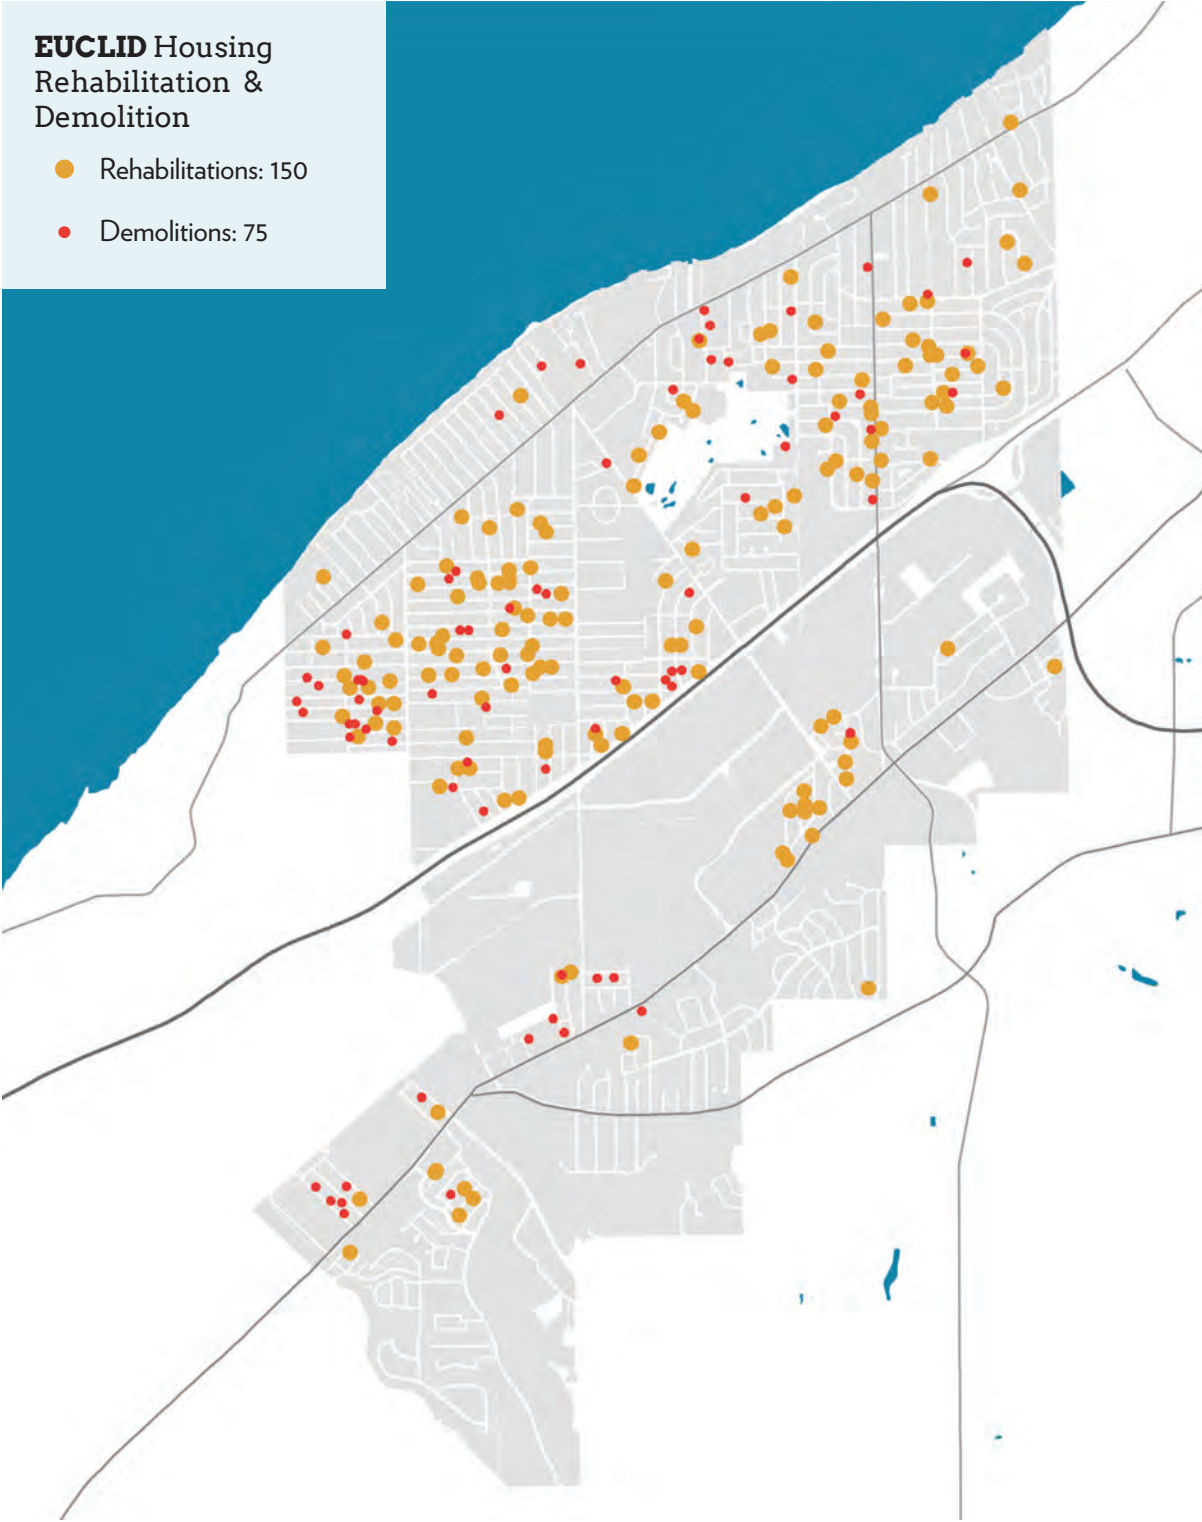 EUCLID Housing
Rehabilitation &
Demolition
Rehabilitations: 150
Demolitions: 75